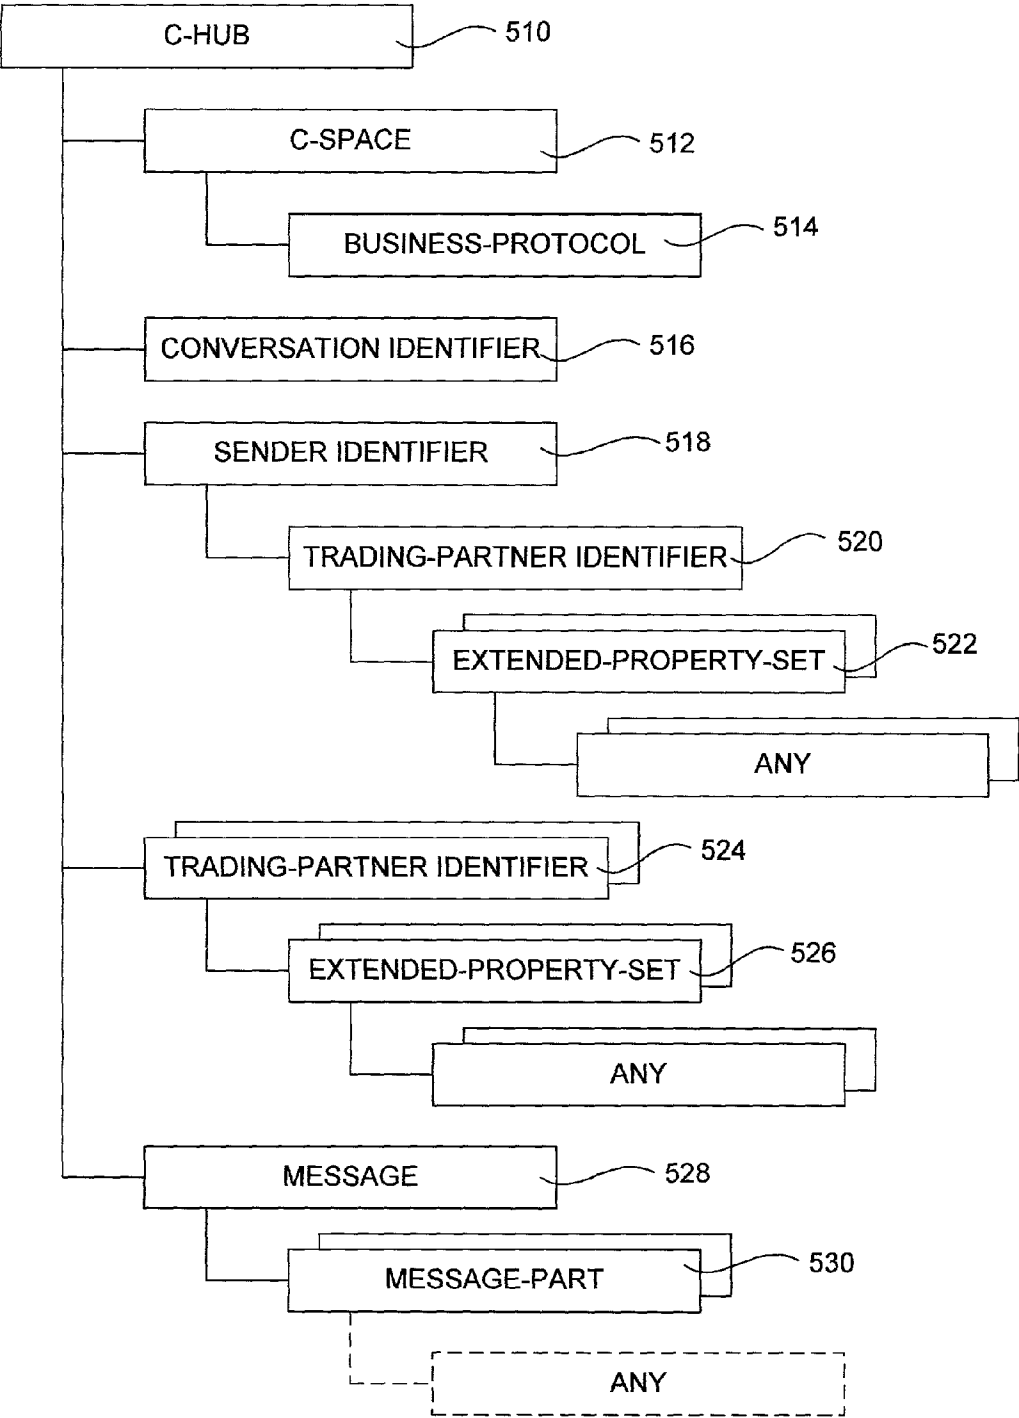 C-HUB 510
C-SPACE 512
BUSINESS-PROTOCOL 514
CONVERSATION IDENTIFIER 516
SENDER IDENTIFIER 518
TRADING-PARTNER IDENTIFIER 520
EXTENDED-PROPERTY-SET 522
ANY
TRADING-PARTNER IDENTIFIER 524
EXTENDED-PROPERTY-SET 526
ANY
MESSAGE 528
MESSAGE-PART 530
ANY